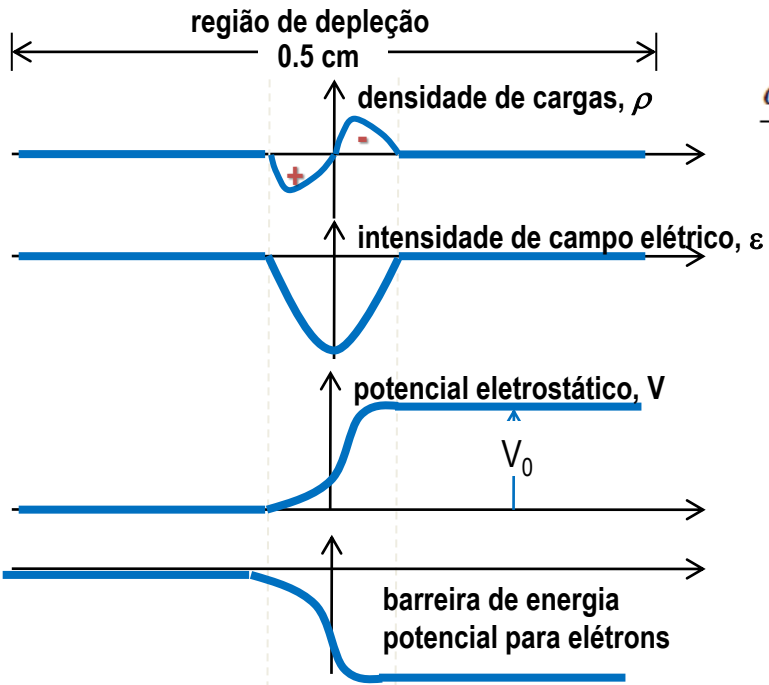 região de depleção
0.5 cm
densidade de cargas, ρ
+
-
intensidade de campo elétrico, ε
potencial eletrostático, V
V₀
barreira de energia
potencial para elétrons